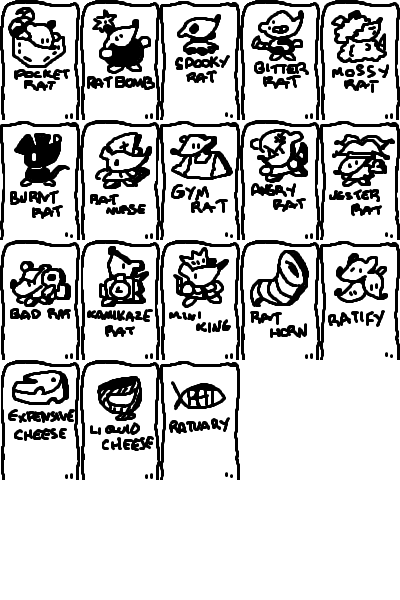 POCKET
RAT
RAT BOMB
SPOOKY
RAT
BITTER
RAT
MOSSY
RAT
BURNT
RAT
RAT
NURSE
GYM
RAT
ANGRY
RAT
JESTER
RAT
BAD RAT
KAMIKAZE
RAT
MINI
KING
RAT
HORN
RATIFY
EXPENSIVE
CHEESE
LIQUID
CHEESE
RAT
RATUARY